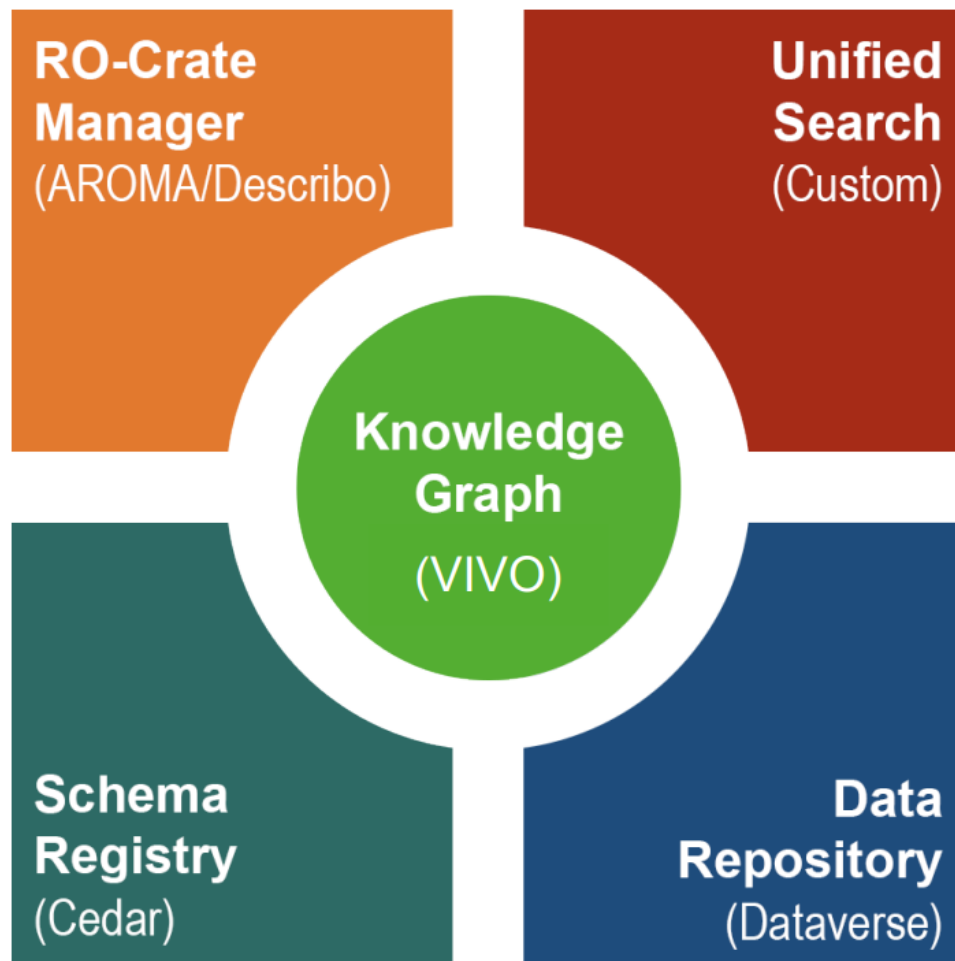 RO-Crate
Manager
(AROMA/Describo)
Unified
Search
(Custom)
Knowledge
Graph
(VIVO)
Schema
Registry
(Cedar)
Data
Repository
(Dataverse)